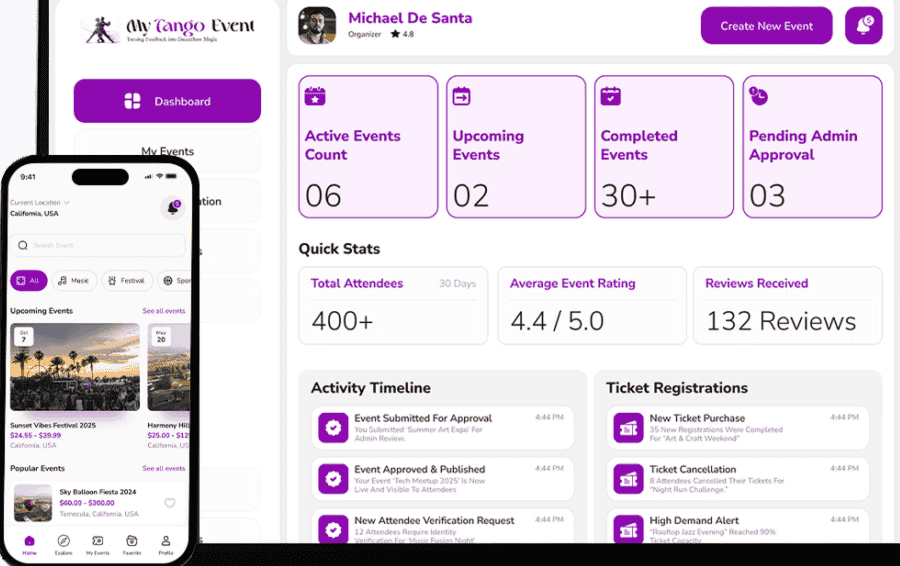 My Tango Event
Turning Feedback Into Dancefloor Magic
Dashboard
My Events
Michael De Santa
Organizer
4.8
Create New Event
5
Active Events
Count
06
Upcoming
Events
02
Completed
Events
30+
Pending Admin
Approval
03
Quick Stats
Total Attendees
30 Days
400+
Average Event Rating
4.4 / 5.0
Reviews Received
132 Reviews
Activity Timeline
Event Submitted For Approval
4:44 PM
You Submitted 'Summer Art Expo' For
Admin Review.
Event Approved & Published
4:44 PM
Your Event 'Tech Meetup 2025' Is Now
Live And Visible To Attendees
New Attendee Verification Request
4:44 PM
12 Attendees Require Identity
Verification For 'Music Fusion Night'
Ticket Registrations
New Ticket Purchase
4:44 PM
35 New Registrations Were Completed
For "Art & Craft Weekend"
Ticket Cancellation
4:44 PM
8 Attendees Cancelled Their Tickets For
"Night Run Challenge."
High Demand Alert
4:44 PM
"Rooftop Jazz Evening" Reached 90%
Ticket Capacity.
9:41
Current Location
California, USA
Search Event
All
Music
Festival
Spor
Upcoming Events
See all events
Oct
7
May
20
Sunset Vibes Festival 2025
$24.55 - $39.99
California, USA
Harmony Hill
$25.00 - $12
California, US
Popular Events
See all events
Sky Balloon Fiesta 2024
$60.00 - $300.00
Temecula, California, USA
Home
Explore
My Events
Favorite
Profile